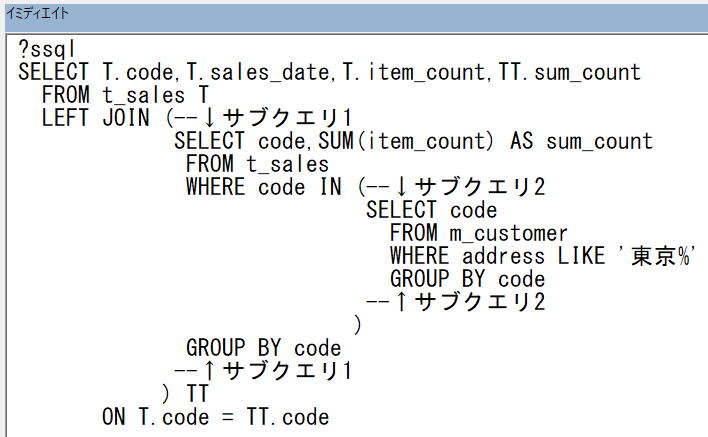 イミディエイト
?ssql
SELECT T.code,T.sales_date,T.item_count,TT.sum_count
FROM t_sales T
LEFT JOIN (--↓サブクエリ1
SELECT code,SUM(item_count) AS sum_count
FROM t_sales
WHERE code IN (--↓サブクエリ2
SELECT code
FROM m_customer
WHERE address LIKE '東京%'
GROUP BY code
--↑サブクエリ2
)
GROUP BY code
--↑サブクエリ1
) TT
ON T.code = TT.code